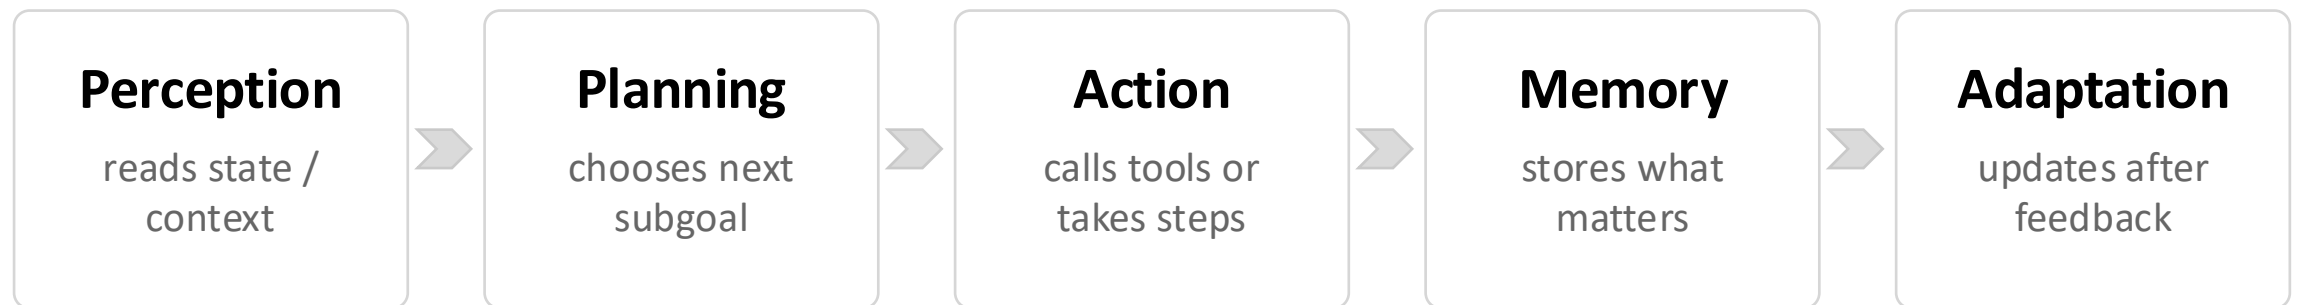 Perception
reads state /
context
Planning
chooses next
subgoal
Action
calls tools or
takes steps
Memory
stores what
matters
Adaptation
updates after
feedback